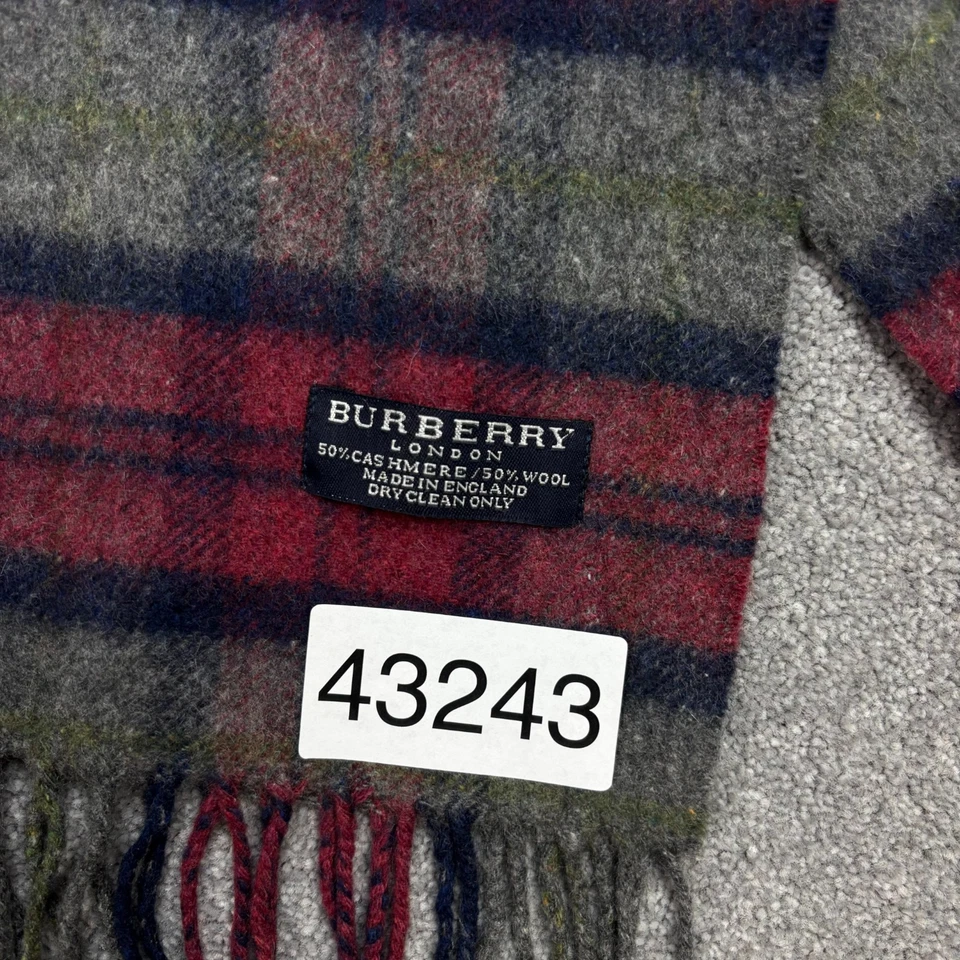 BURBERRY
LONDON
50%CASHMERE/50% WOOL
MADE IN ENGLAND
DRY CLEAN ONLY
43243